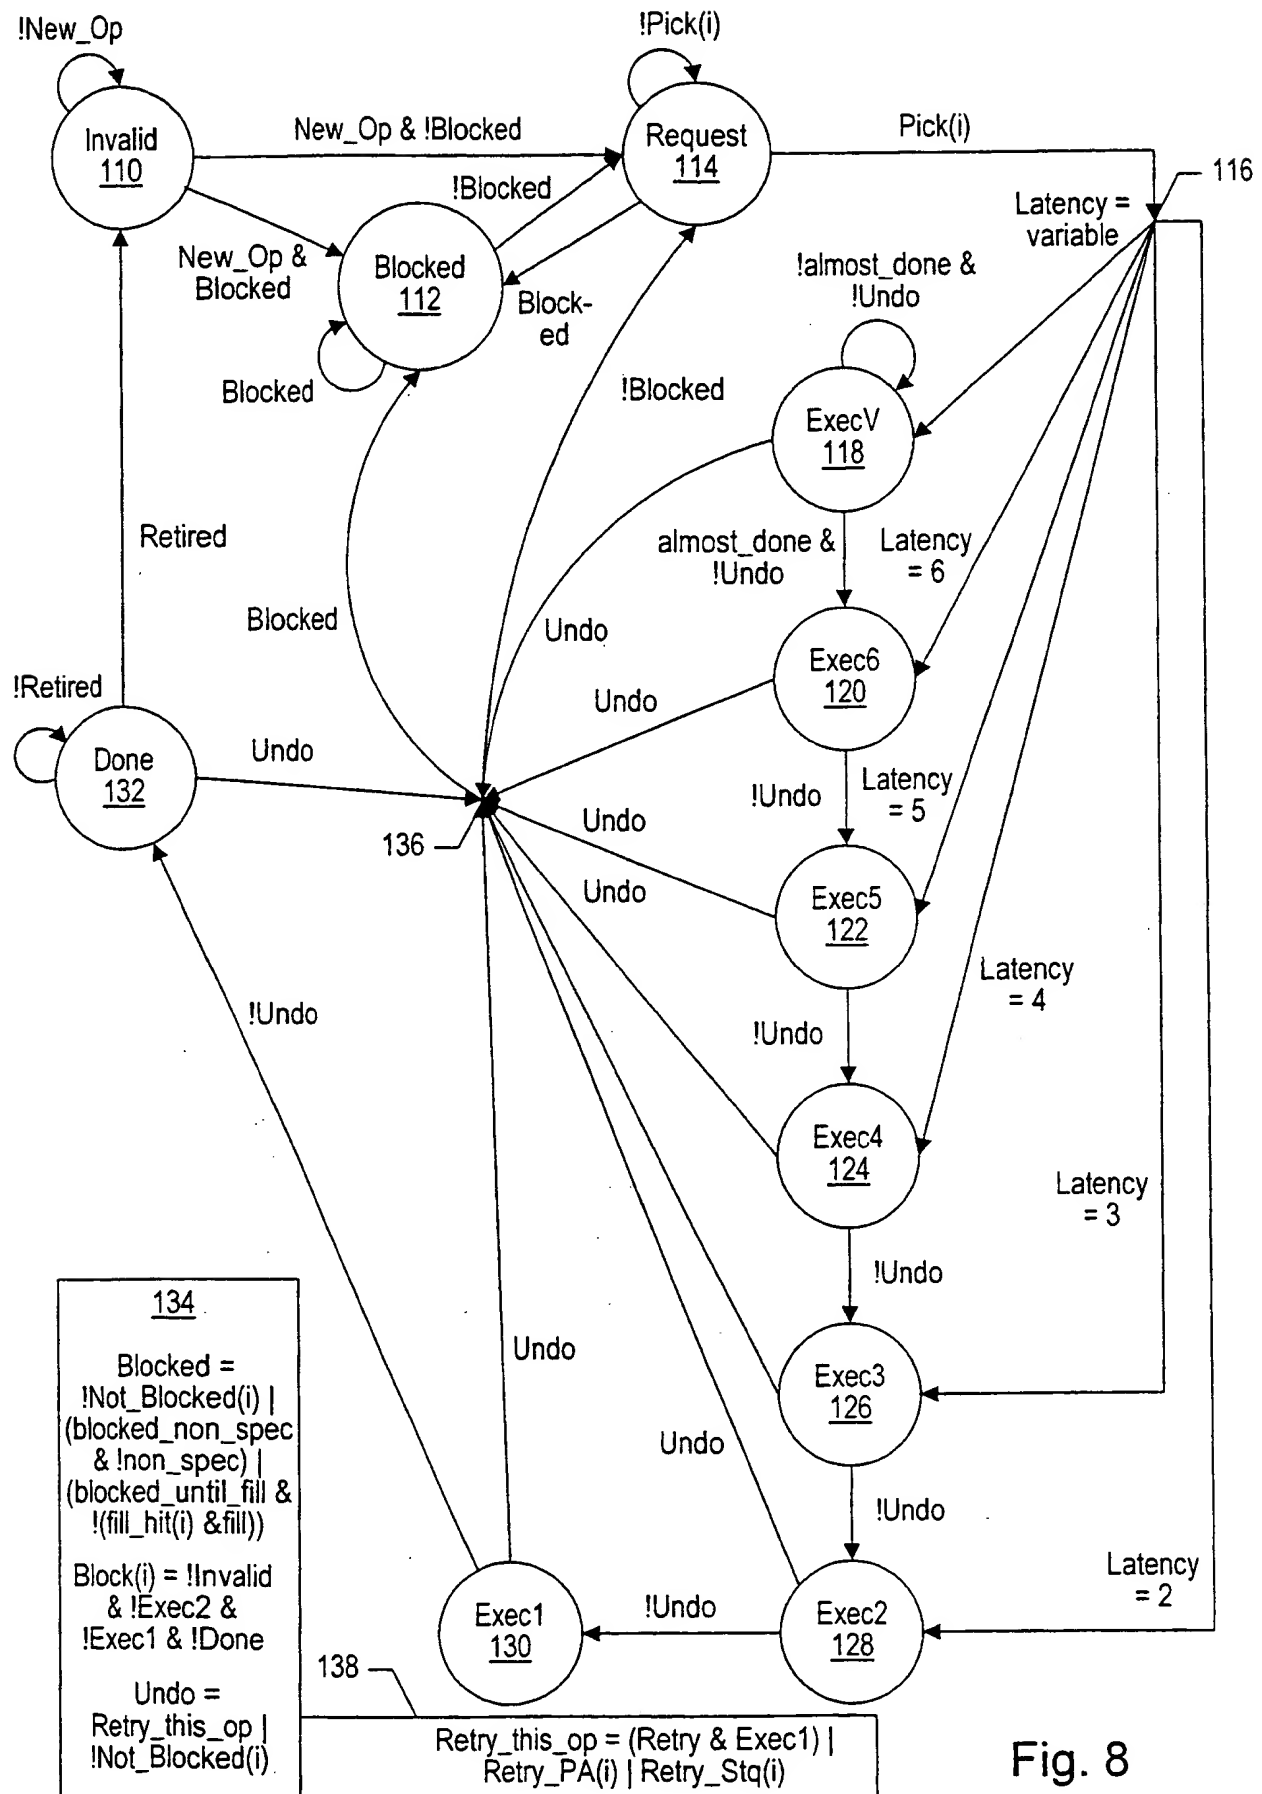 !New_Op
!Pick(i)
Invalid
110
New_Op & !Blocked
Request
114
Pick(i)
116
!Blocked
Latency =
variable
New_Op &
Blocked
Blocked
112
Block-
ed
!almost_done &
!Undo
Blocked
!Blocked
ExecV
118
Retired
almost_done &
!Undo
Latency
= 6
Blocked
Undo
Exec6
120
!Retired
Undo
Done
132
Undo
!Undo
Latency
= 5
136
Undo
Undo
Exec5
122
Latency
= 4
!Undo
!Undo
Exec4
124
Latency
= 3
!Undo
134
Blocked =
!Not_Blocked(i) |
(blocked_non_spec
& !non_spec) |
(blocked_until_fill &
!(fill_hit(i) &fill))
Block(i) = !Invalid
& !Exec2 &
!Exec1 & !Done
Undo =
Retry_this_op |
!Not_Blocked(i)
Undo
Exec3
126
Undo
!Undo
Latency
= 2
Exec1
130
!Undo
Exec2
128
138
Retry_this_op = (Retry & Exec1) |
Retry_PA(i) | Retry_Stq(i)
Fig. 8